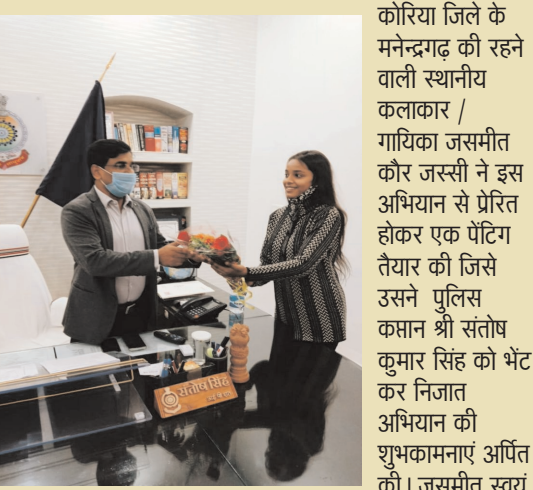 कोरिया जिले के
मनेन्द्रगढ़ की रहने
वाली स्थानीय
कलाकार /
गायिका जसमीत
कौर जस्सी ने इस
अभियान से प्रेरित
होकर एक पेंटिग
तैयार की जिसे
उसने पुलिस
कप्तान श्री संतोष
कुमार सिंह को भेंट
कर निजात
अभियान की
शुभकामनाएं अर्पित
की। जसमीत स्वयं
संतोष सिंह